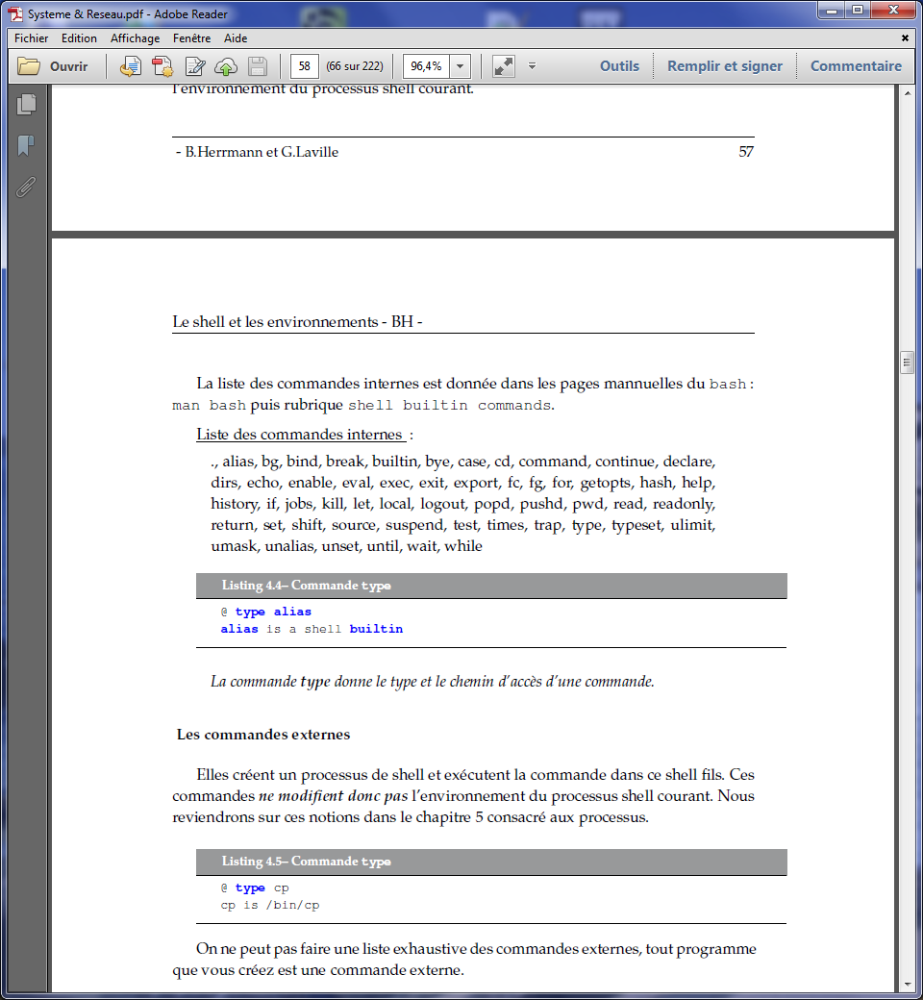 Systeme & Reseau.pdf - Adobe Reader
Fichier Edition Affichage Fenêtre Aide
Ouvrir 58 (66 sur 222) 96,4% Outils Remplir et signer Commentaire
l'environnement du processus shell courant.
- B.Herrmann et G.Laville 57
Le shell et les environnements - BH -
La liste des commandes internes est donnée dans les pages mannuelles du bash:
man bash puis rubrique shell builtin commands.
Liste des commandes internes :
., alias, bg, bind, break, builtin, bye, case, cd, command, continue, declare,
dirs, echo, enable, eval, exec, exit, export, fc, fg, for, getopts, hash, help,
history, if, jobs, kill, let, local, logout, popd, pushd, pwd, read, readonly,
return, set, shift, source, suspend, test, times, trap, type, typeset, ulimit,
umask, unalias, unset, until, wait, while
Listing 4.4– Commande type
@ type alias
alias is a shell builtin
La commande type donne le type et le chemin d'accès d'une commande.
Les commandes externes
Elles créent un processus de shell et exécutent la commande dans ce shell fils. Ces
commandes ne modifient donc pas l'environnement du processus shell courant. Nous
reviendrons sur ces notions dans le chapitre 5 consacré aux processus.
Listing 4.5– Commande type
@ type cp
cp is /bin/cp
On ne peut pas faire une liste exhaustive des commandes externes, tout programme
que vous créez est une commande externe.